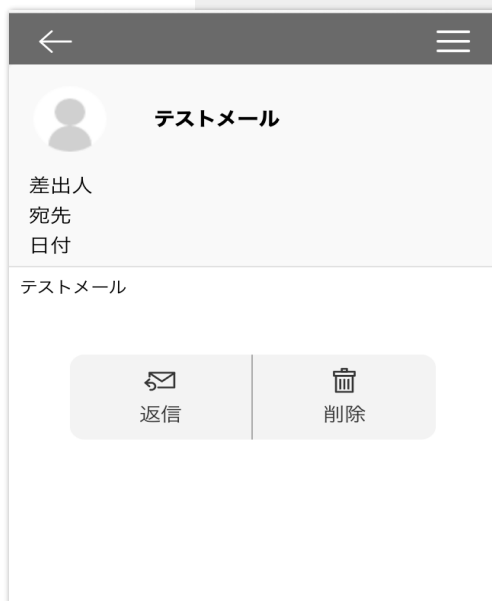 テストメール
差出人
宛先
日付
テストメール
返信
削除